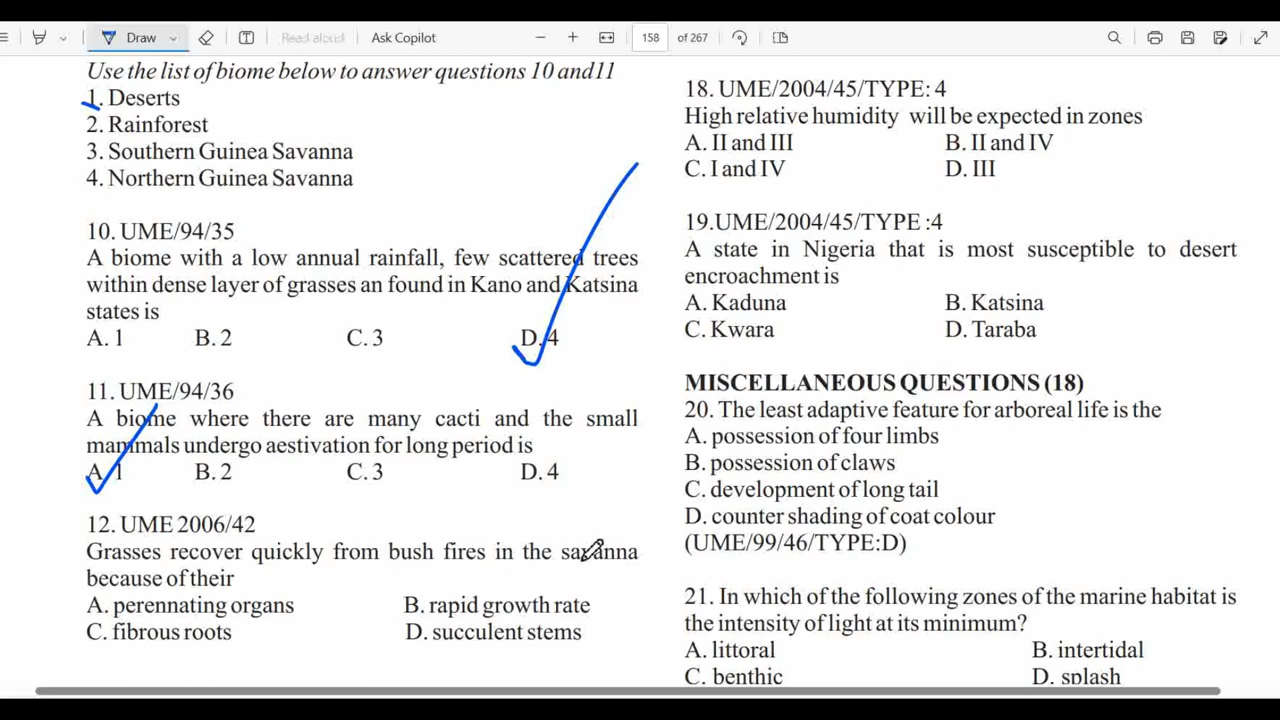 Draw
Read aloud
Ask Copilot
158 of 267
Use the list of biome below to answer questions 10 and11
1. Deserts
2. Rainforest
3. Southern Guinea Savanna
4. Northern Guinea Savanna
10. UME/94/35
A biome with a low annual rainfall, few scattered trees
within dense layer of grasses an found in Kano and Katsina
states is
A. 1 B. 2 C. 3 D. 4
11. UME/94/36
A biome where there are many cacti and the small
mammals undergo aestivation for long period is
A 1 B. 2 C. 3 D. 4
12. UME 2006/42
Grasses recover quickly from bush fires in the savanna
because of their
A. perennating organs B. rapid growth rate
C. fibrous roots D. succulent stems
18. UME/2004/45/TYPE: 4
High relative humidity will be expected in zones
A. II and III B. II and IV
C. I and IV D. III
19.UME/2004/45/TYPE :4
A state in Nigeria that is most susceptible to desert
encroachment is
A. Kaduna B. Katsina
C. Kwara D. Taraba
MISCELLANEOUS QUESTIONS (18)
20. The least adaptive feature for arboreal life is the
A. possession of four limbs
B. possession of claws
C. development of long tail
D. counter shading of coat colour
(UME/99/46/TYPE:D)
21. In which of the following zones of the marine habitat is
the intensity of light at its minimum?
A. littoral B. intertidal
C. benthic D. splash